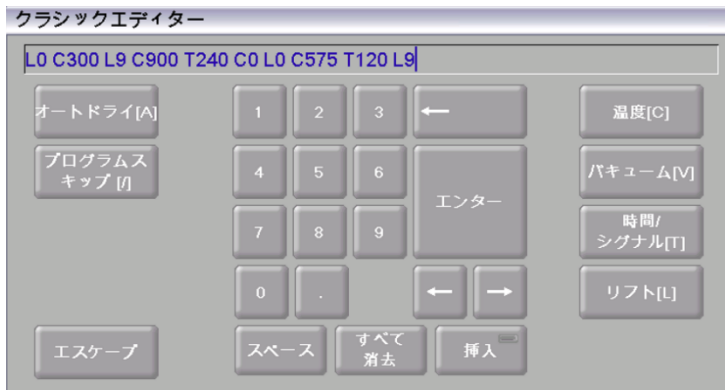 クラシックエディター
L0 C300 L9 C900 T240 C0 L0 C575 T120 L9
オートドライ[A]
1
2
3
←
温度[C]
プログラムス
キップ [/]
4
5
6
エンター
バキューム[V]
7
8
9
時間/
シグナル[T]
0
.
←
→
リフト[L]
エスケープ
スペース
すべて
消去
挿入